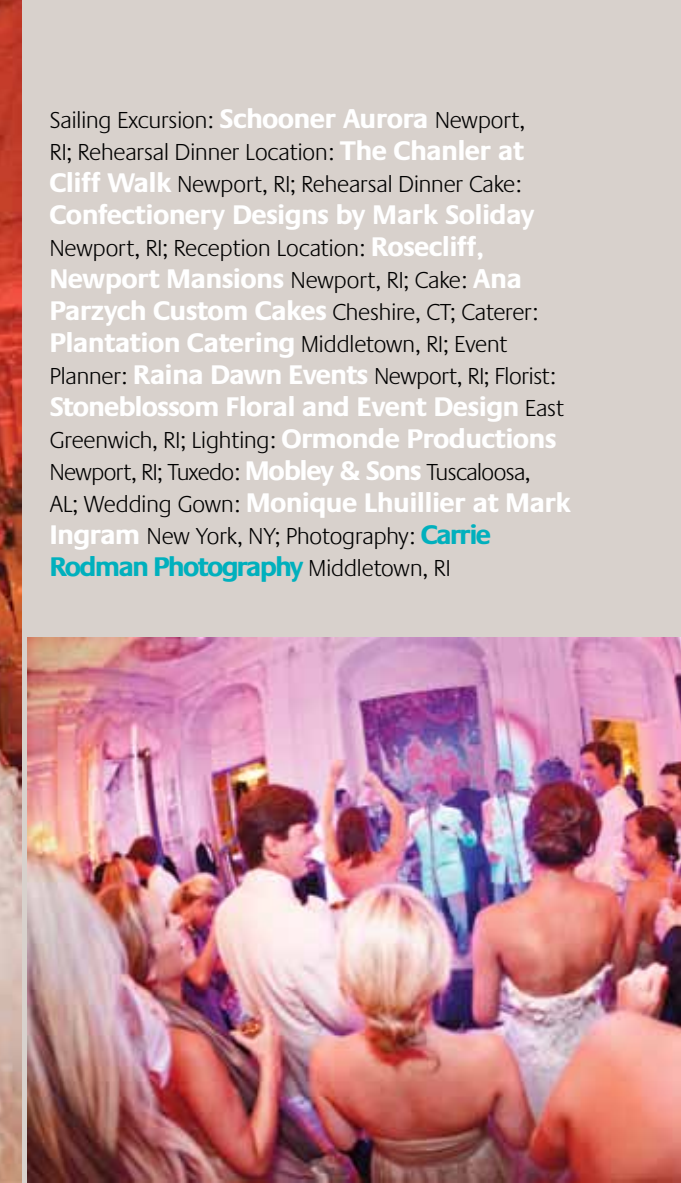 Sailing Excursion: Schooner Aurora Newport,
RI; Rehearsal Dinner Location: The Chanler at
Cliff Walk Newport, RI; Rehearsal Dinner Cake:
Confectionery Designs by Mark Soliday
Newport, RI; Reception Location: Rosecliff,
Newport Mansions Newport, RI; Cake: Ana
Parzych Custom Cakes Cheshire, CT; Caterer:
Plantation Catering Middletown, RI; Event
Planner: Raina Dawn Events Newport, RI; Florist:
Stoneblossom Floral and Event Design East
Greenwich, RI; Lighting: Ormonde Productions
Newport, RI; Tuxedo: Mobley & Sons Tuscaloosa,
AL; Wedding Gown: Monique Lhuillier at Mark
Ingram New York, NY; Photography: Carrie
Rodman Photography Middletown, RI